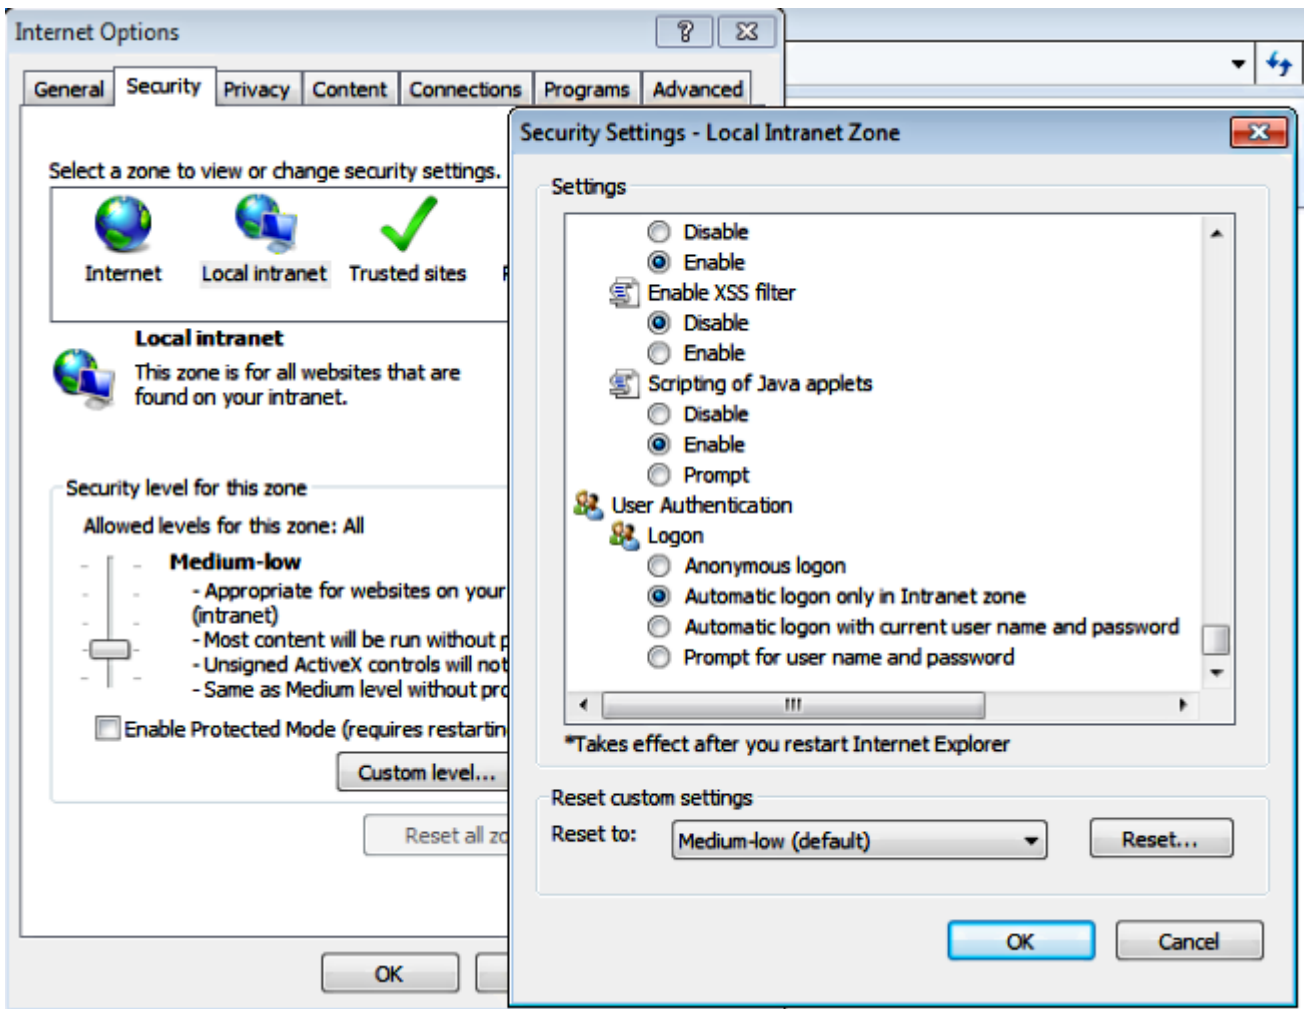 Internet Options
General Security Privacy Content Connections Programs Advanced
Select a zone to view or change security settings.
Internet Local intranet Trusted sites
Local intranet
This zone is for all websites that are
found on your intranet.
Security level for this zone
Allowed levels for this zone: All
Medium-low
- Appropriate for websites on your
(intranet)
- Most content will be run without
- Unsigned ActiveX controls will not
- Same as Medium level without
Enable Protected Mode (requires
Custom level...
Reset all
OK
Security Settings - Local Intranet Zone
Settings
Disable
Enable
Enable XSS filter
Disable
Enable
Scripting of Java applets
Disable
Enable
Prompt
User Authentication
Logon
Anonymous logon
Automatic logon only in Intranet zone
Automatic logon with current user name and password
Prompt for user name and password
*Takes effect after you restart Internet Explorer
Reset custom settings
Reset to: Medium-low (default) Reset...
OK Cancel